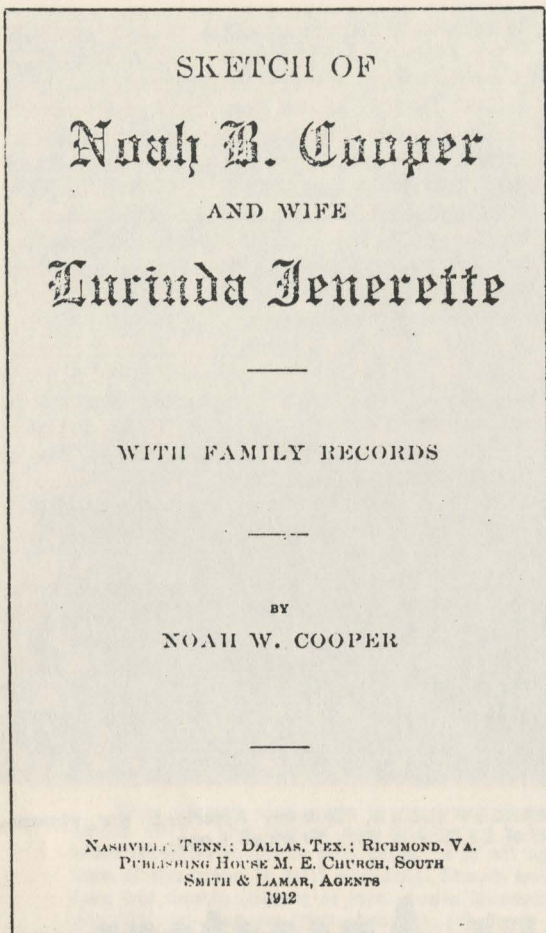 SKETCH OF
Noah B. Cooper
AND WIFE
Lucinda Jenerette
WITH FAMILY RECORDS
BY
NOAH W. COOPER
NASHVILLE, TENN.; DALLAS, TEX.; RICHMOND, VA.
PUBLISHING HOUSE M. E. CHURCH, SOUTH
SMITH & LAMAR, AGENTS
1912